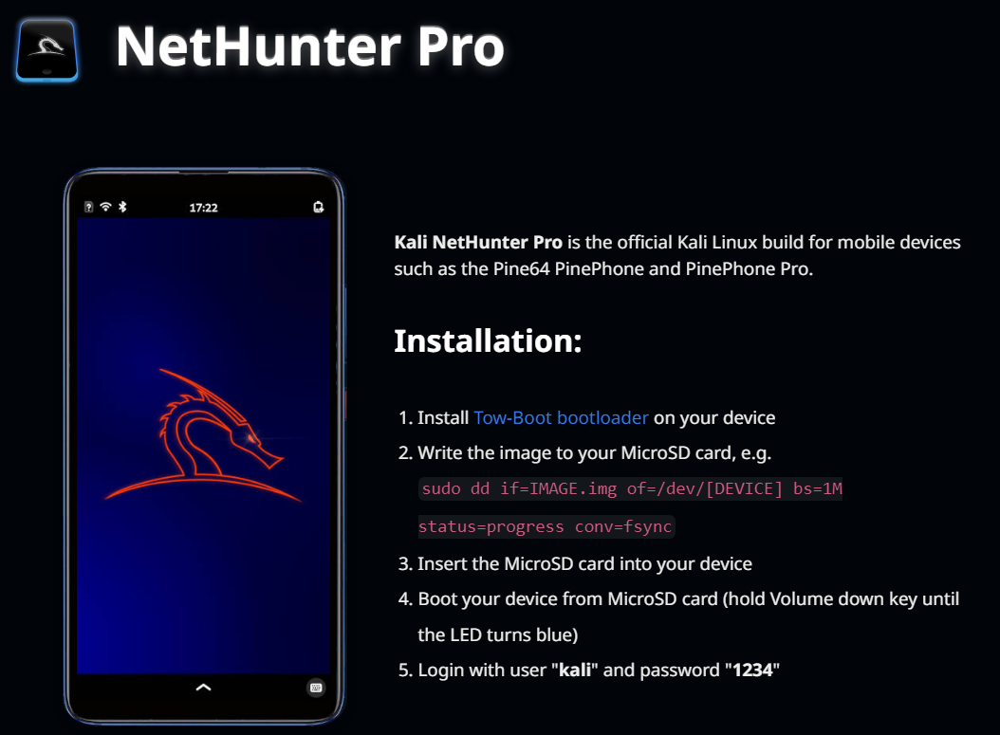 NetHunter Pro
17:22
Kali NetHunter Pro is the official Kali Linux build for mobile devices
such as the Pine64 PinePhone and PinePhone Pro.
Installation:
1. Install Tow-Boot bootloader on your device
2. Write the image to your MicroSD card, e.g.
sudo dd if=IMAGE.img of=/dev/[DEVICE] bs=1M
status=progress conv=fsync
3. Insert the MicroSD card into your device
4. Boot your device from MicroSD card (hold Volume down key until
the LED turns blue)
5. Login with user "kali" and password "1234"